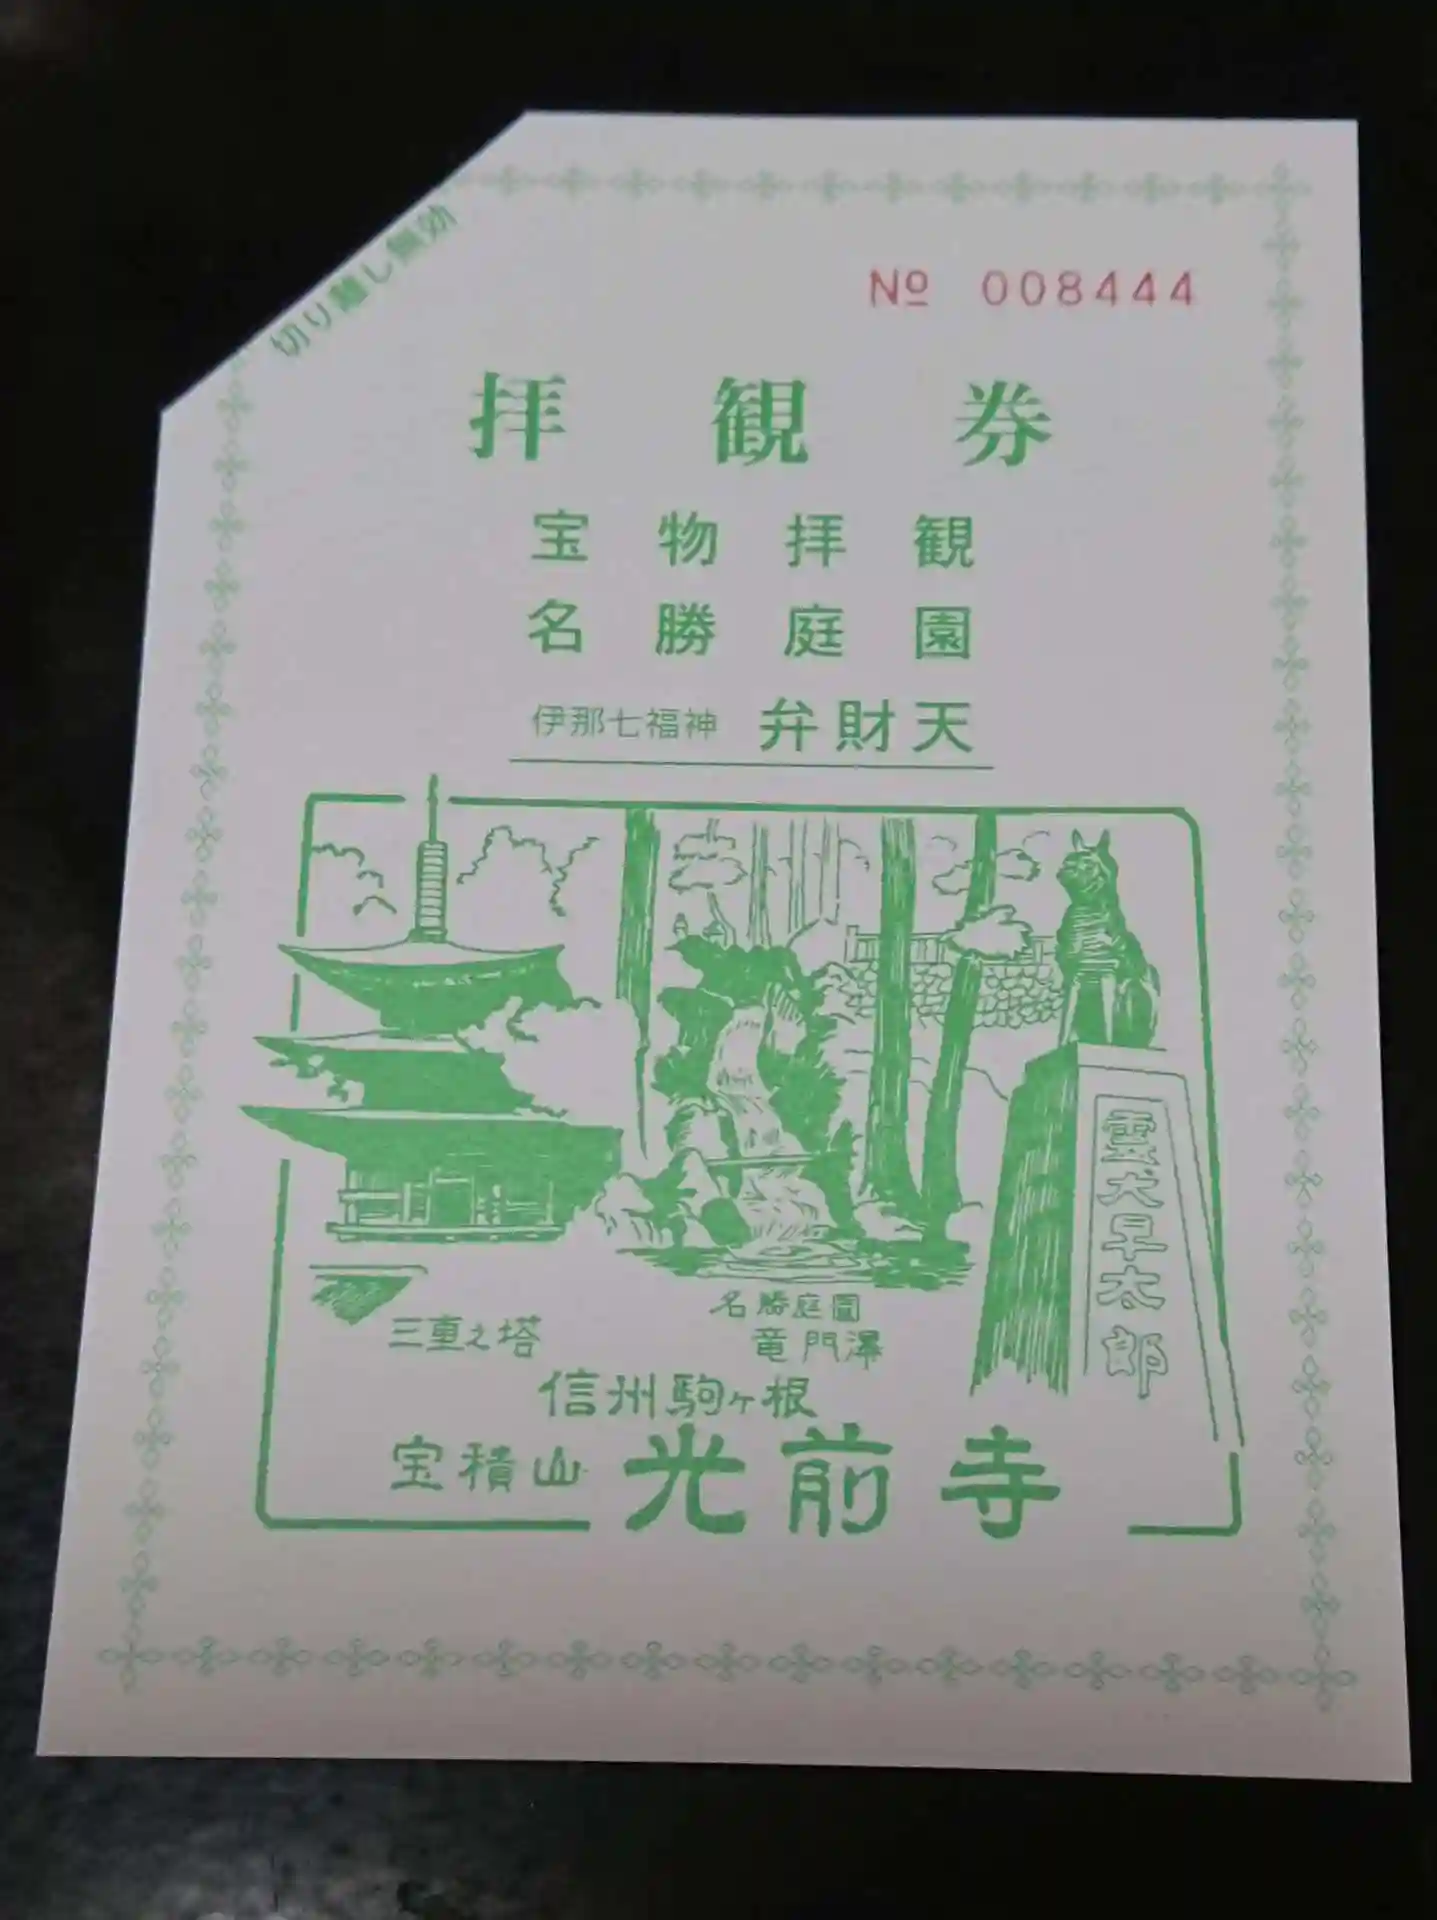 切り離し無効
№ 008444
拝観券
宝物拝観
名勝庭園
伊那七福神 弁財天
霊犬早太郎
三重之塔
名勝庭園
竜門瀑
信州駒ヶ根
宝積山 光前寺